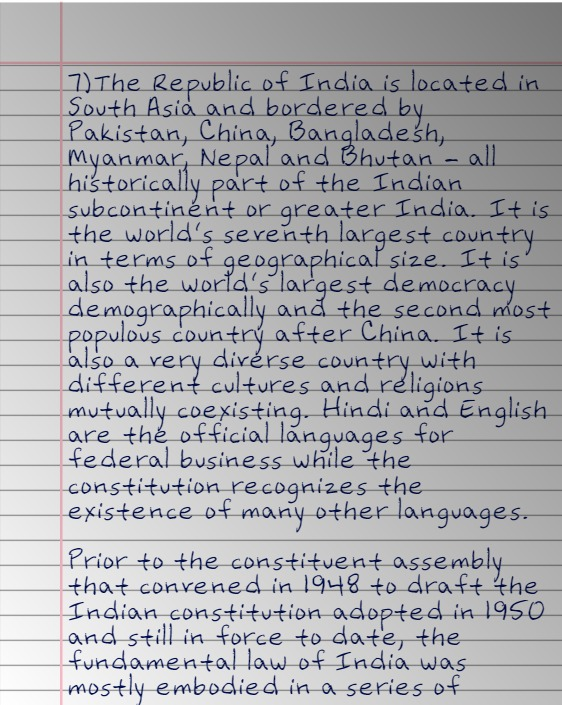 7)The Republic of India is located in
South Asia and bordered by
Pakistan, China, Bangladesh,
Myanmar, Nepal and Bhutan – all
historically part of the Indian
subcontinent or greater India. It is
the world's seventh largest country
in terms of geographical size. It is
also the world's largest democracy
demographically and the second most
populous country after China. It is
also a very diverse country with
different cultures and religions
mutually coexisting. Hindi and English
are the official languages for
federal business while the
constitution recognizes the
existence of many other languages.
Prior to the constituent assembly
that convened in 1948 to draft the
Indian constitution adopted in 1950
and still in force to date, the
fundamental law of India was
mostly embodied in a series of